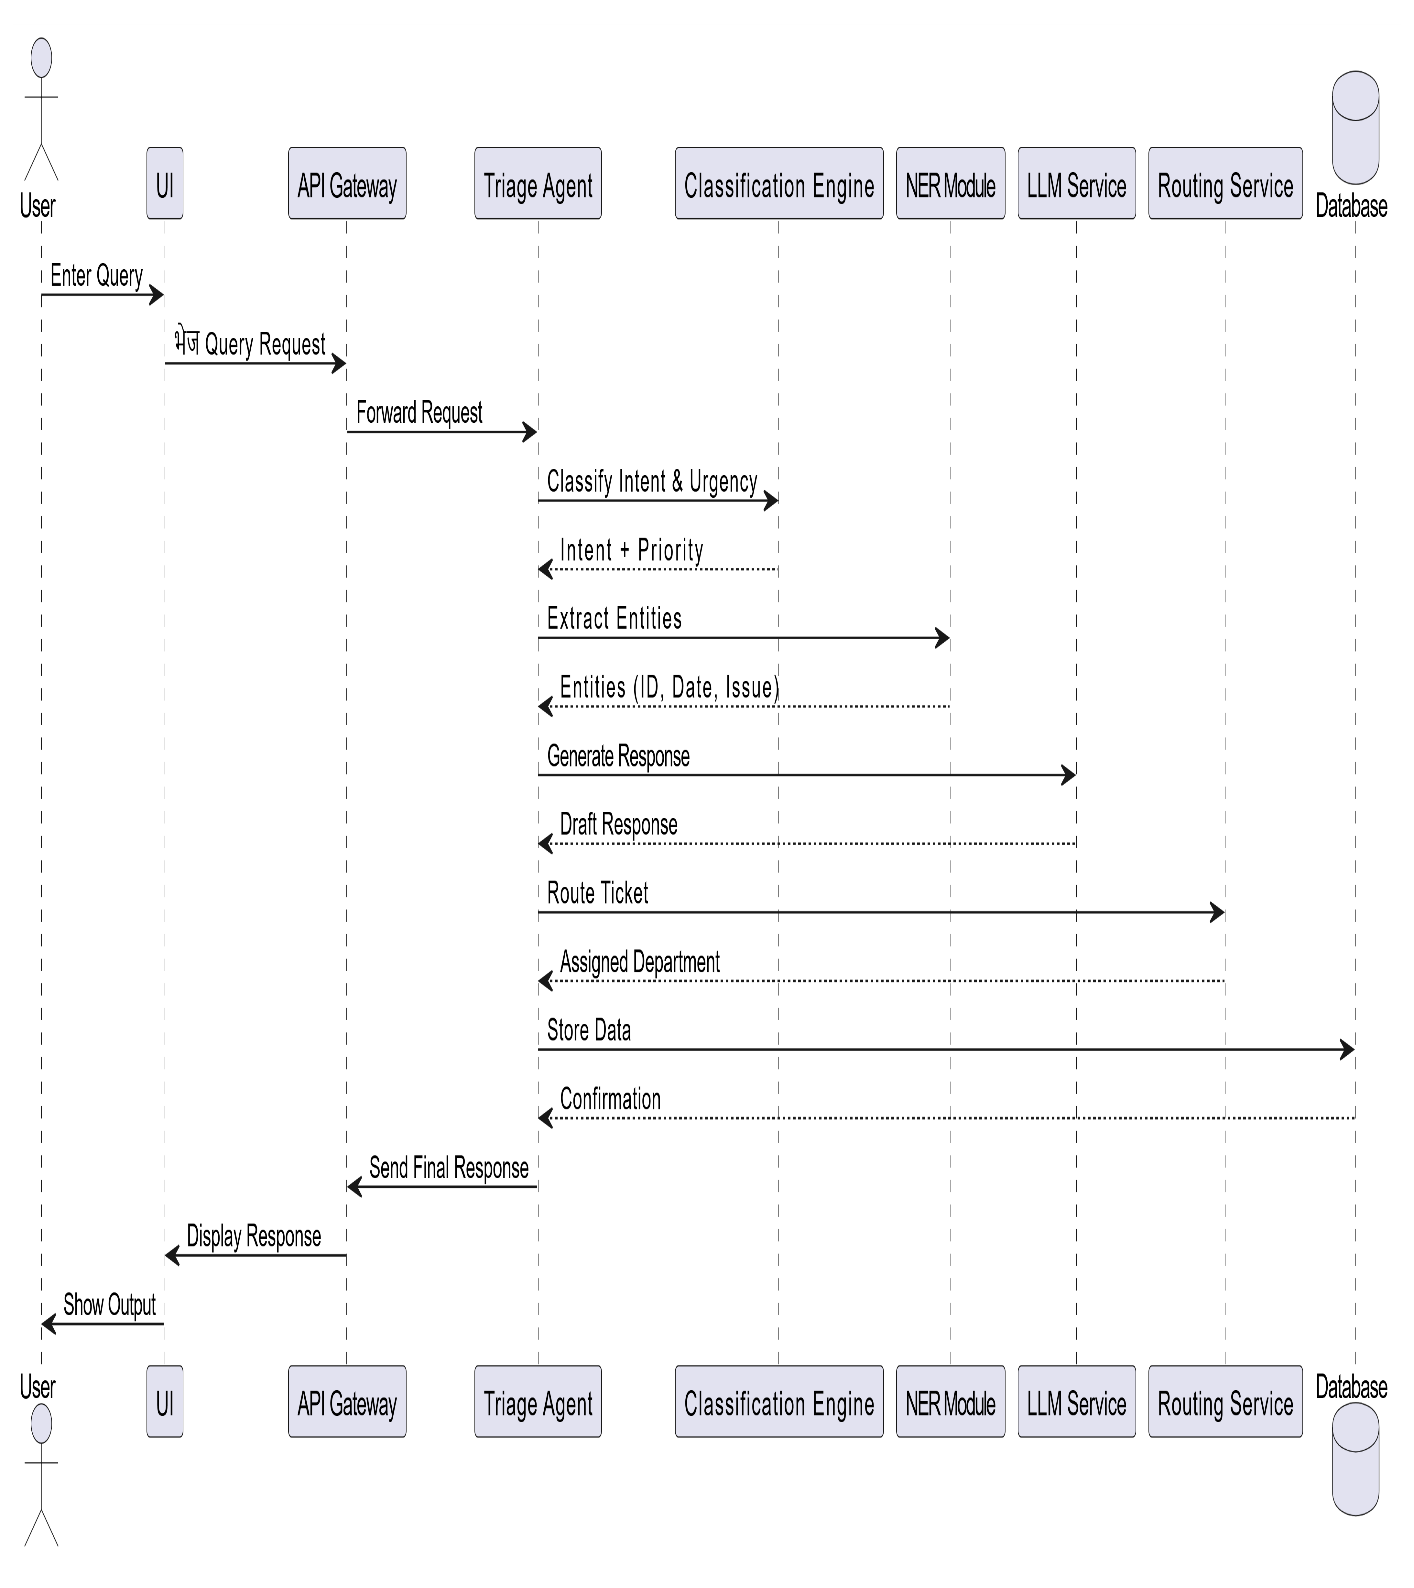 User
UI
API Gateway
Triage Agent
Classification Engine
NER Module
LLM Service
Routing Service
Database
Enter Query
भेज Query Request
Forward Request
Classify Intent & Urgency
Intent + Priority
Extract Entities
Entities (ID, Date, Issue)
Generate Response
Draft Response
Route Ticket
Assigned Department
Store Data
Confirmation
Send Final Response
Display Response
Show Output
User
UI
API Gateway
Triage Agent
Classification Engine
NER Module
LLM Service
Routing Service
Database